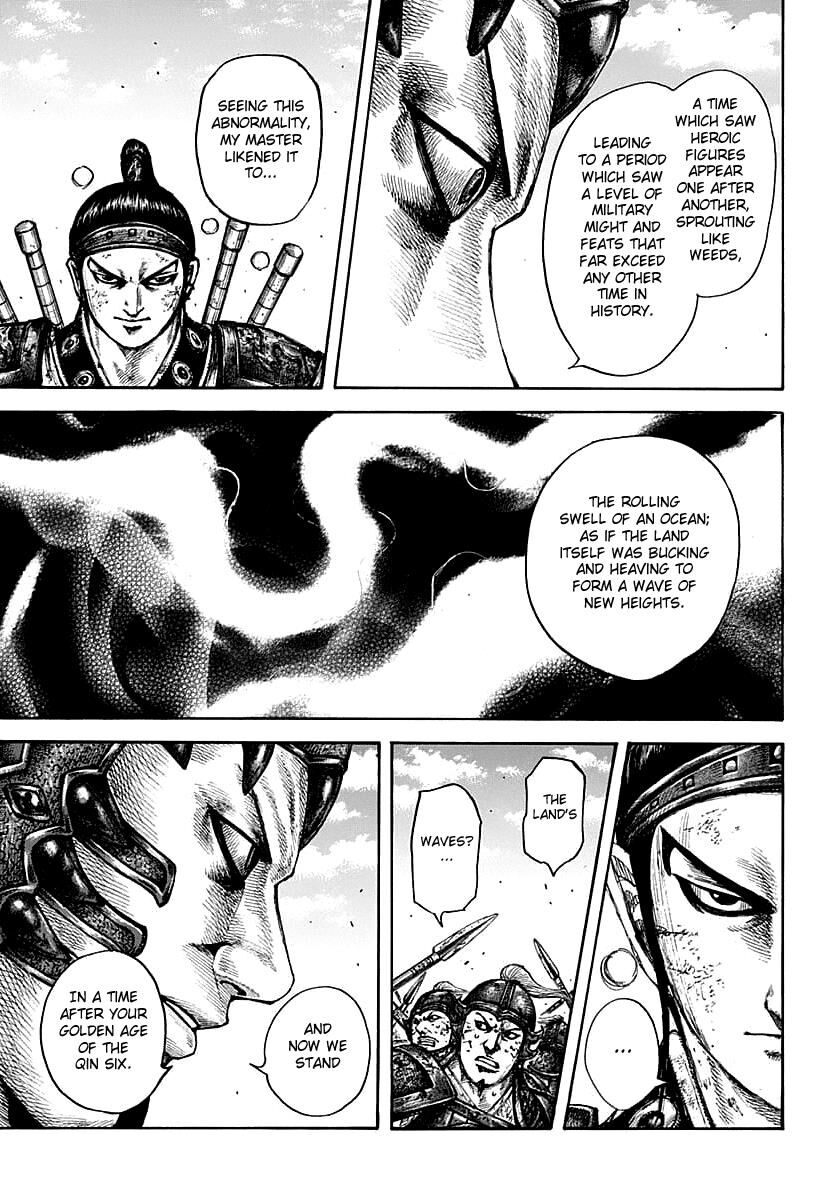 A TIME
WHICH SAW
HEROIC
FIGURES
APPEAR
ONE AFTER
ANOTHER,
SPROUTING
LIKE
WEEDS,
LEADING
TO A PERIOD
WHICH SAW
A LEVEL OF
MILITARY
MIGHT AND
FEATS THAT
FAR EXCEED
ANY OTHER
TIME IN
HISTORY.
SEEING THIS
ABNORMALITY,
MY MASTER
LIKENED IT
TO...
THE ROLLING
SWELL OF AN OCEAN;
AS IF THE LAND
ITSELF WAS BUCKING
AND HEAVING TO
FORM A WAVE OF
NEW HEIGHTS.
...
THE
LAND'S
WAVES?
...
AND
NOW WE
STAND
IN A TIME
AFTER YOUR
GOLDEN AGE
OF THE
QIN SIX.